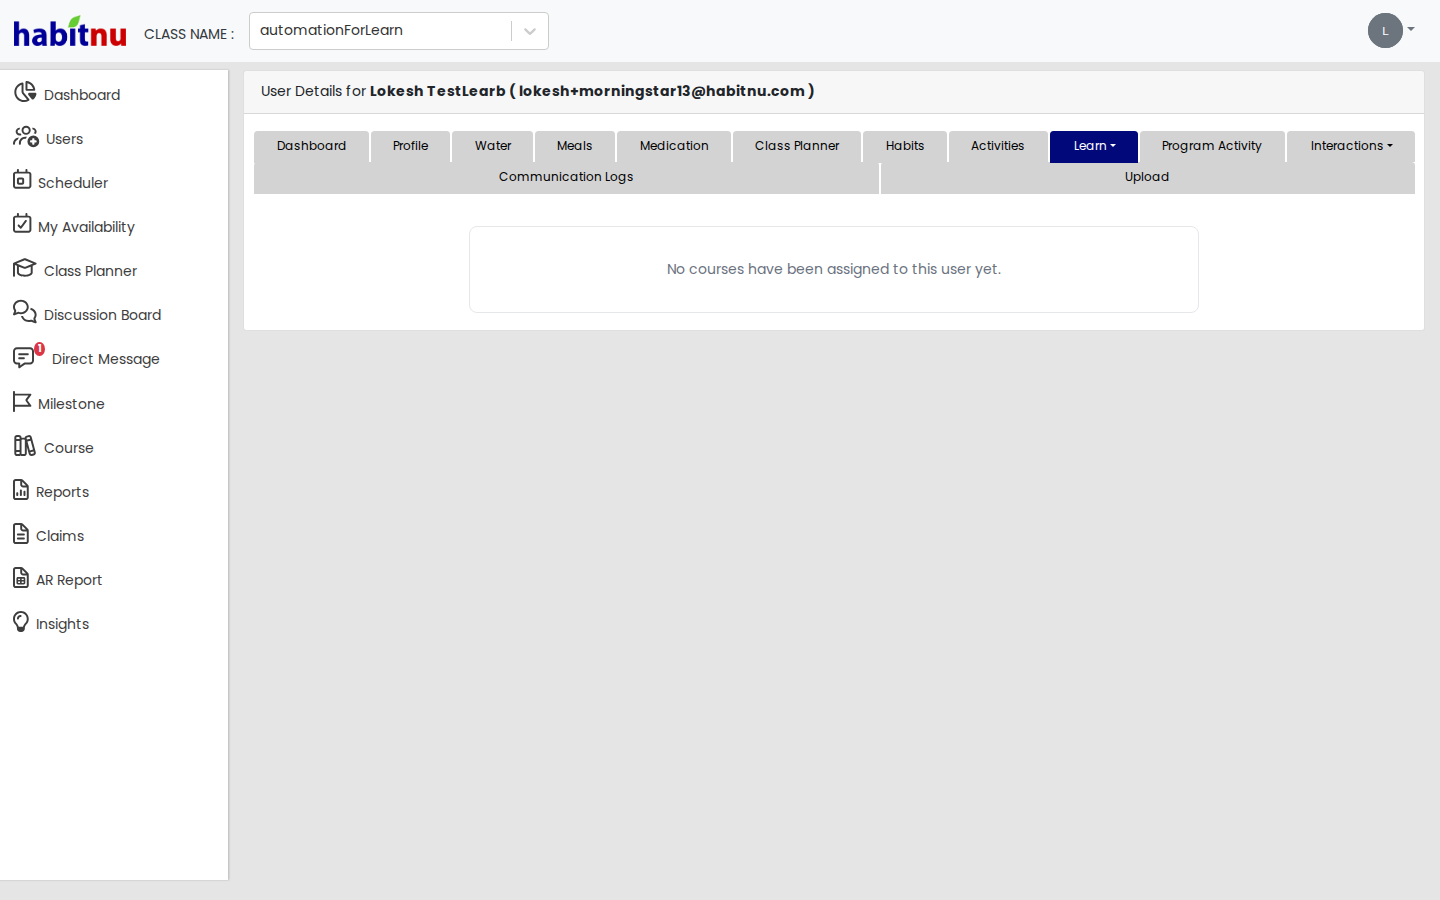 habitnu CLASS NAME : automationForLearn L
Dashboard
Users
Scheduler
My Availability
Class Planner
Discussion Board
1 Direct Message
Milestone
Course
Reports
Claims
AR Report
Insights
User Details for Lokesh TestLearb ( lokesh+morningstar13@habitnu.com )
Dashboard Profile Water Meals Medication Class Planner Habits Activities Learn Program Activity Interactions
Communication Logs Upload
No courses have been assigned to this user yet.